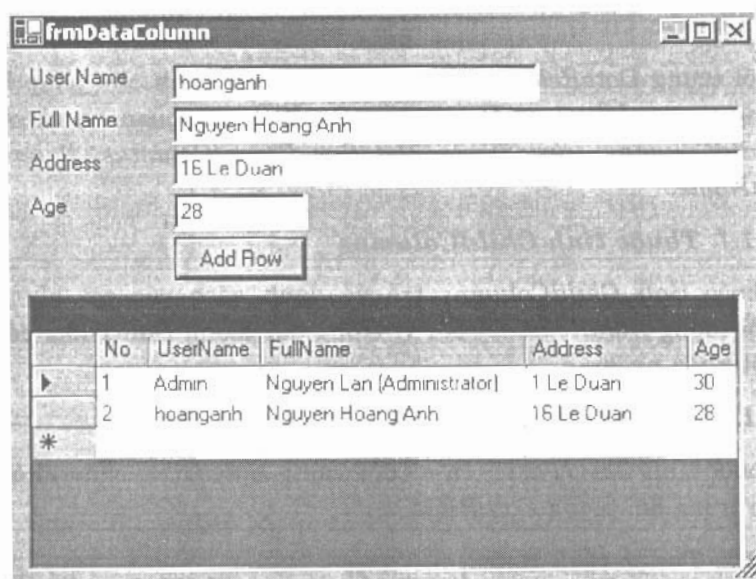 frmDataColumn
User Name hoanganh
Full Name Nguyen Hoang Anh
Address 16 Le Duan
Age 28
Add Row
No UserName FullName Address Age
1 Admin Nguyen Lan (Administrator) 1 Le Duan 30
2 hoanganh Nguyen Hoang Anh 16 Le Duan 28